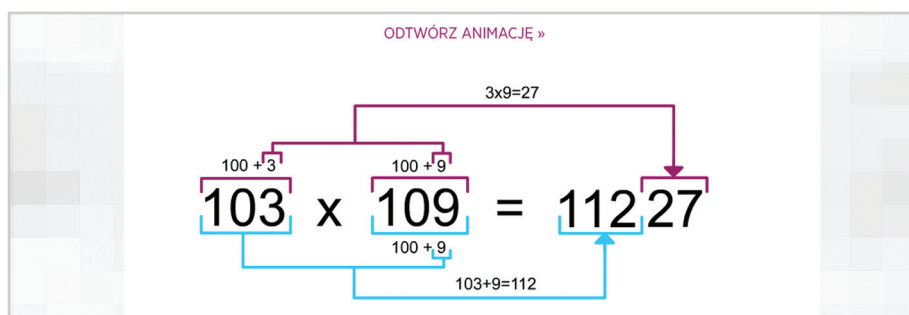 ODTWÓRZ ANIMACJĘ »
3x9=27
100 + 3 100 + 9
103 x 109 = 112 27
100 + 9
103+9=112